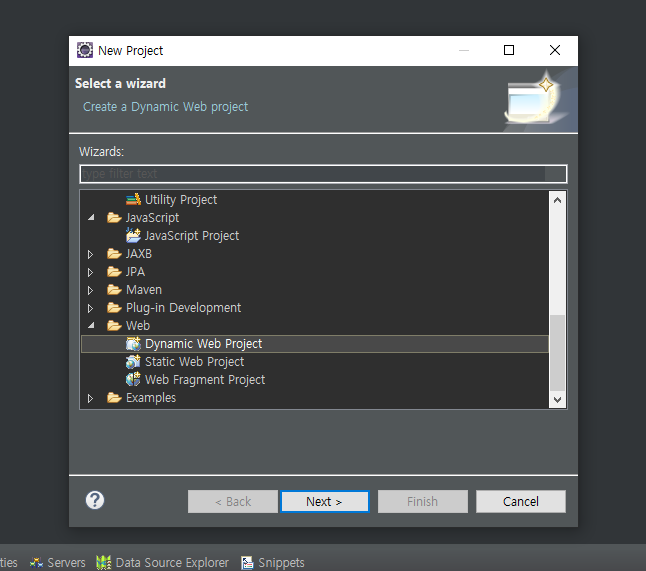 New Project
Select a wizard
Create a Dynamic Web project
Wizards:
type filter text
Utility Project
JavaScript
JavaScript Project
JAXB
JPA
Maven
Plug-in Development
Web
Dynamic Web Project
Static Web Project
Web Fragment Project
Examples
?
< Back Next > Finish Cancel
ties Servers Data Source Explorer Snippets